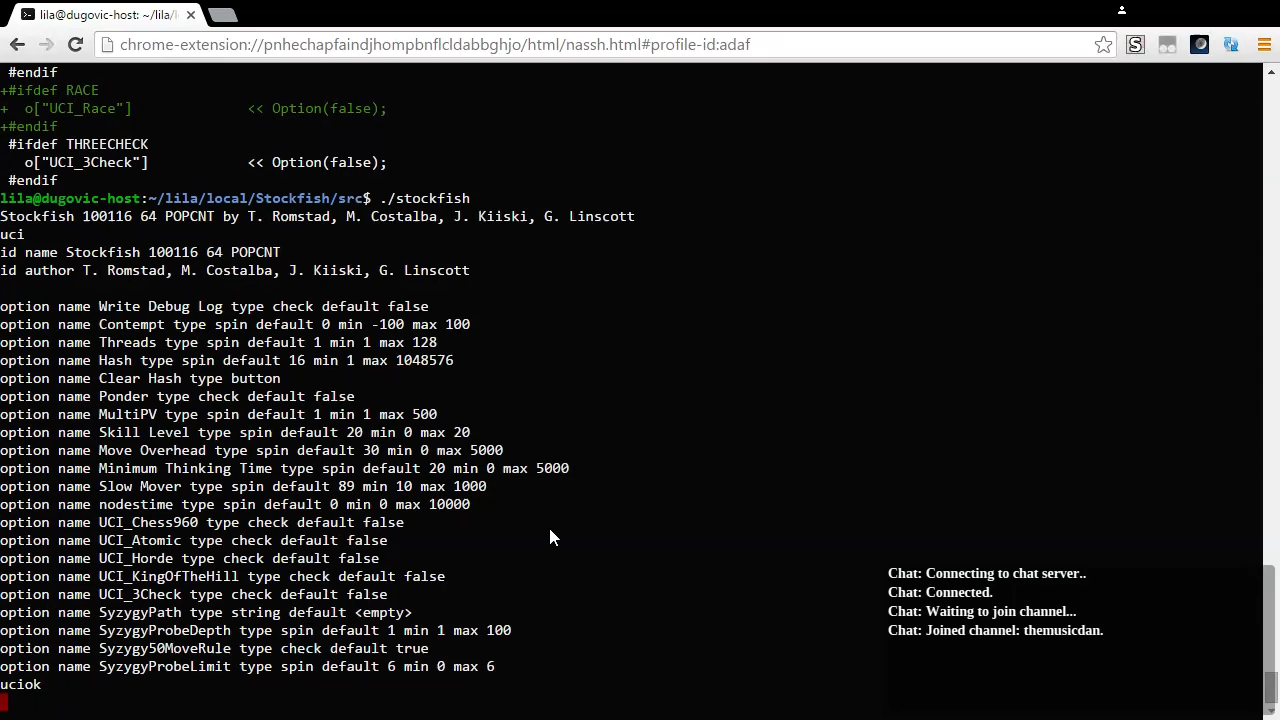 lila@dugovic-host: ~/lila/l
chrome-extension://pnhechapfaindjhompbnflcldabbghjo/html/nassh.html#profile-id:adaf
#endif
+#ifdef RACE
+  o["UCI_Race"]              << Option(false);
+#endif
#ifdef THREECHECK
   o["UCI_3Check"]            << Option(false);
#endif
lila@dugovic-host:~/lila/local/Stockfish/src$ ./stockfish
Stockfish 100116 64 POPCNT by T. Romstad, M. Costalba, J. Kiiski, G. Linscott
uci
id name Stockfish 100116 64 POPCNT
id author T. Romstad, M. Costalba, J. Kiiski, G. Linscott
option name Write Debug Log type check default false
option name Contempt type spin default 0 min -100 max 100
option name Threads type spin default 1 min 1 max 128
option name Hash type spin default 16 min 1 max 1048576
option name Clear Hash type button
option name Ponder type check default false
option name MultiPV type spin default 1 min 1 max 500
option name Skill Level type spin default 20 min 0 max 20
option name Move Overhead type spin default 30 min 0 max 5000
option name Minimum Thinking Time type spin default 20 min 0 max 5000
option name Slow Mover type spin default 89 min 10 max 1000
option name nodestime type spin default 0 min 0 max 10000
option name UCI_Chess960 type check default false
option name UCI_Atomic type check default false
option name UCI_Horde type check default false
option name UCI_KingOfTheHill type check default false
option name UCI_3Check type check default false
option name SyzygyPath type string default <empty>
option name SyzygyProbeDepth type spin default 1 min 1 max 100
option name Syzygy50MoveRule type check default true
option name SyzygyProbeLimit type spin default 6 min 0 max 6
uciok
Chat: Connecting to chat server..
Chat: Connected.
Chat: Waiting to join channel...
Chat: Joined channel: themusicdan.